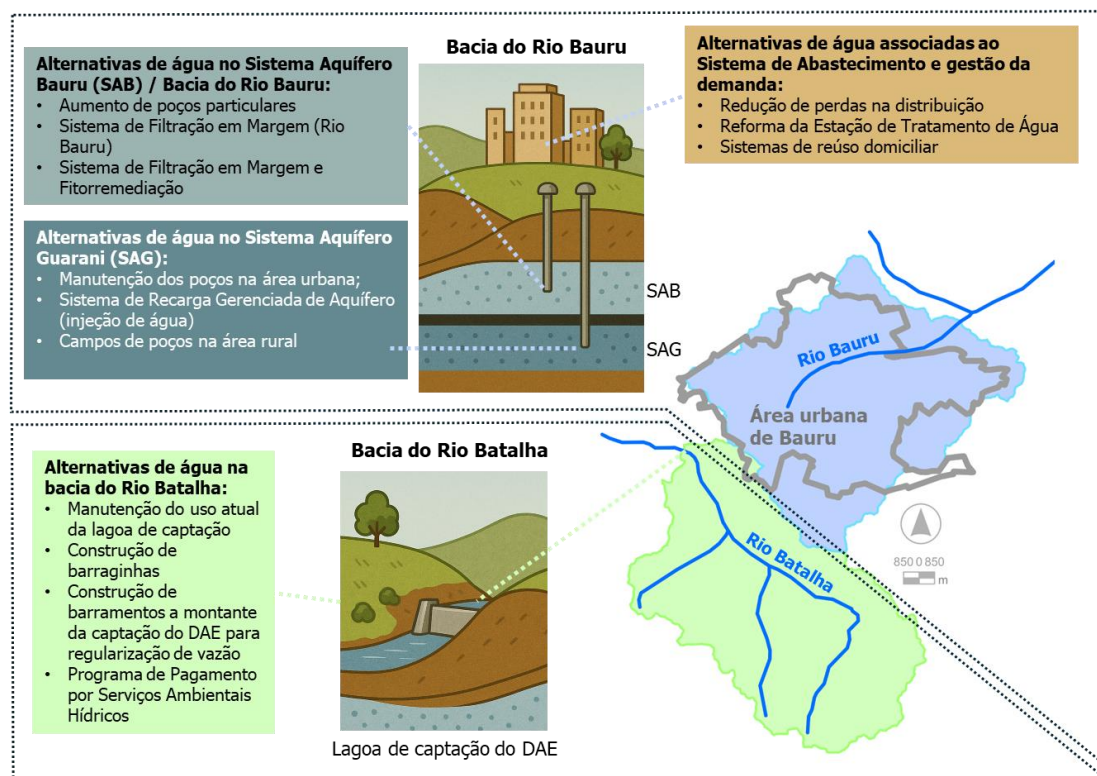 Alternativas de água no Sistema Aquífero
Bauru (SAB) / Bacia do Rio Bauru:
• Aumento de poços particulares
• Sistema de Filtração em Margem (Rio
Bauru)
• Sistema de Filtração em Margem e
Fitorremediação
Alternativas de água no Sistema Aquífero
Guarani (SAG):
• Manutenção dos poços na área urbana;
• Sistema de Recarga Gerenciada de Aquífero
(injeção de água)
• Campos de poços na área rural
Bacia do Rio Bauru
SAB
SAG
Alternativas de água associadas ao
Sistema de Abastecimento e gestão da
demanda:
• Redução de perdas na distribuição
• Reforma da Estação de Tratamento de Água
• Sistemas de reúso domiciliar
Rio Bauru
Área urbana
de Bauru
Alternativas de água na
bacia do Rio Batalha:
• Manutenção do uso atual
da lagoa de captação
• Construção de
barraginhas
• Construção de
barramentos a montante
da captação do DAE para
regularização de vazão
• Programa de Pagamento
por Serviços Ambientais
Hídricos
Bacia do Rio Batalha
Lagoa de captação do DAE
Rio Batalha
850 0 850
m